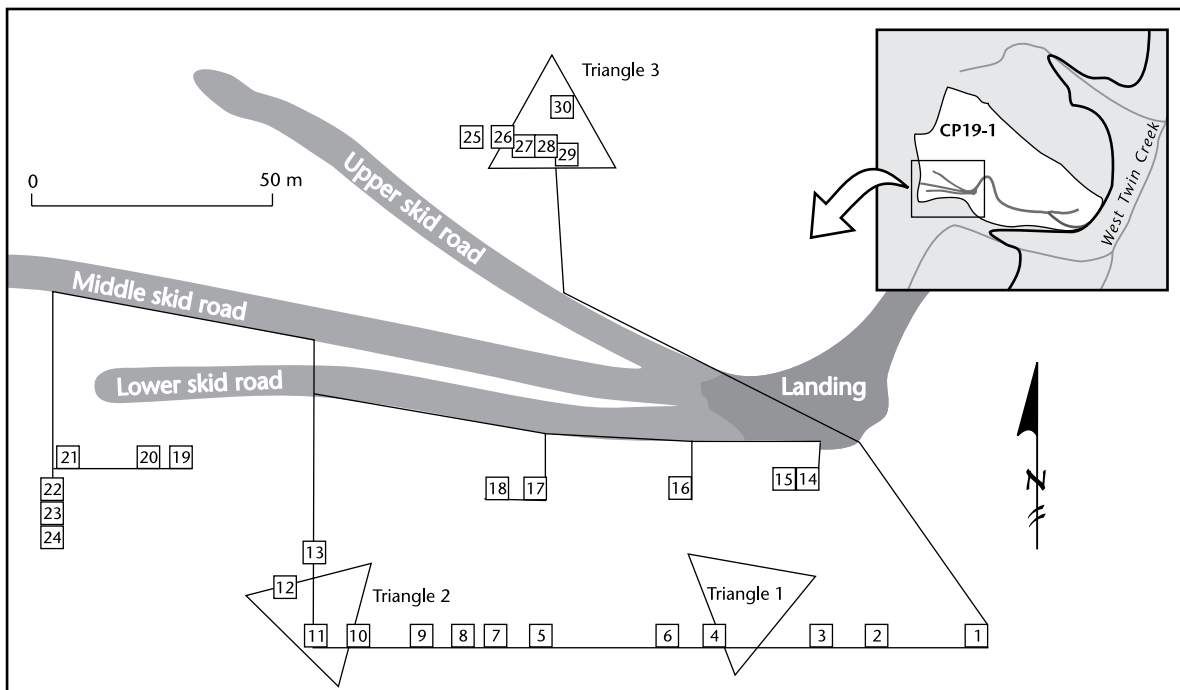 Triangle 3
30
25
26
27
28
29
CP19-1
West Twin Creek
0
50 m
Upper skid road
Middle skid road
Lower skid road
Landing
21
20
19
22
23
24
18
17
16
15
14
13
12
Triangle 2
Triangle 1
11
10
9
8
7
5
6
4
3
2
1
N